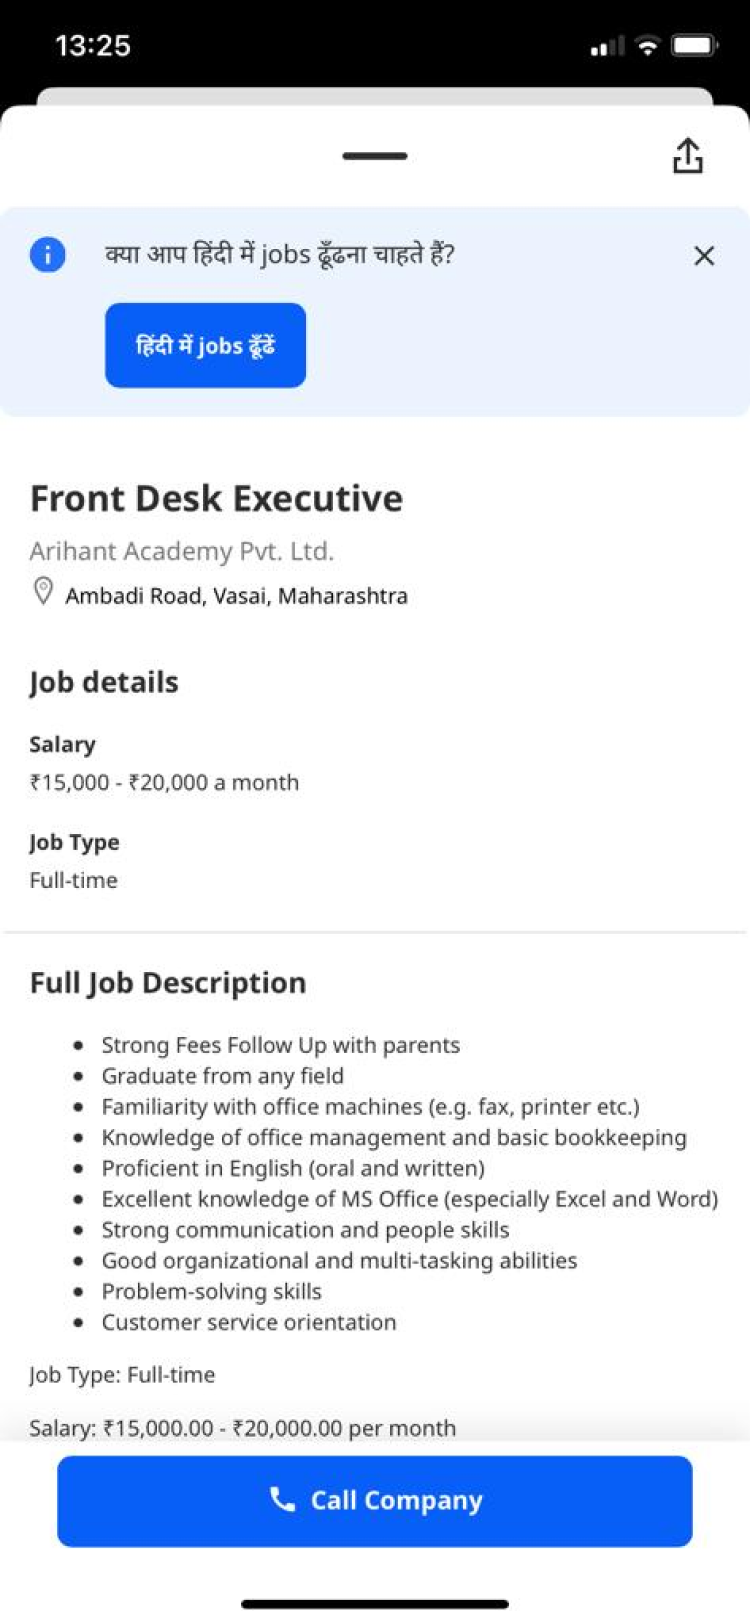 13:25
क्या आप हिंदी में jobs ढूँढना चाहते हैं?
हिंदी में jobs ढूँढें
Front Desk Executive
Arihant Academy Pvt. Ltd.
Ambadi Road, Vasai, Maharashtra
Job details
Salary
₹15,000 - ₹20,000 a month
Job Type
Full-time
Full Job Description
• Strong Fees Follow Up with parents
• Graduate from any field
• Familiarity with office machines (e.g. fax, printer etc.)
• Knowledge of office management and basic bookkeeping
• Proficient in English (oral and written)
• Excellent knowledge of MS Office (especially Excel and Word)
• Strong communication and people skills
• Good organizational and multi-tasking abilities
• Problem-solving skills
• Customer service orientation
Job Type: Full-time
Salary: ₹15,000.00 - ₹20,000.00 per month
Call Company